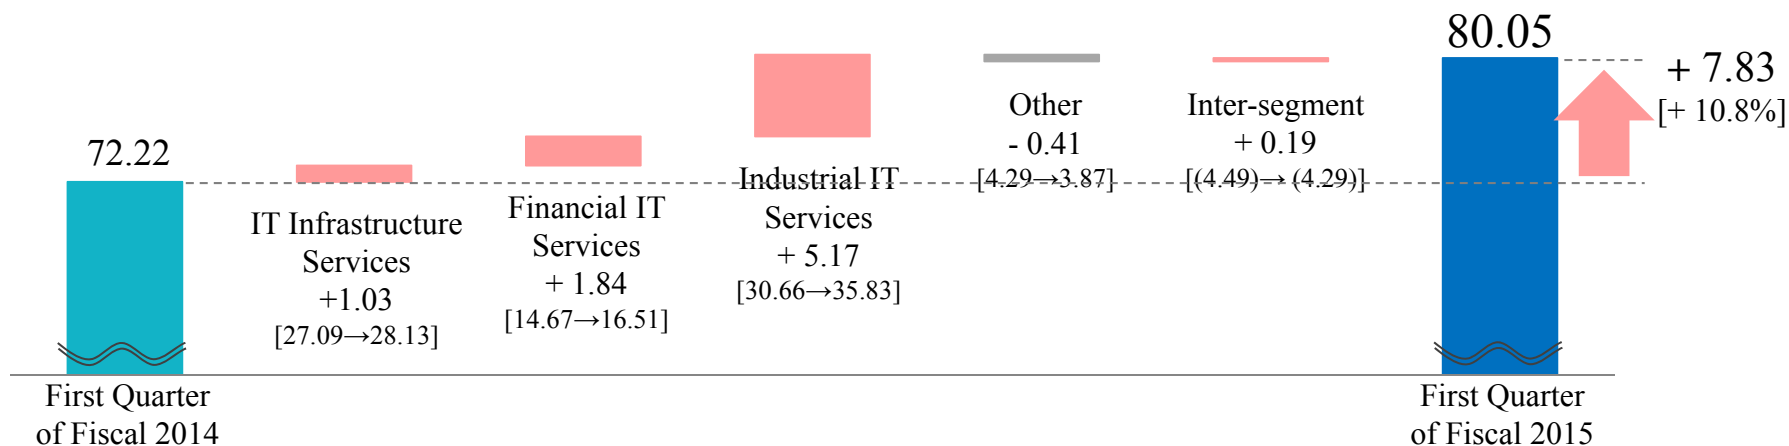 72.22
First Quarter
of Fiscal 2014
IT Infrastructure
Services
+1.03
[27.09→28.13]
Financial IT
Services
+ 1.84
[14.67→16.51]
Industrial IT
Services
+ 5.17
[30.66→35.83]
Other
- 0.41
[4.29→3.87]
Inter-segment
+ 0.19
[(4.49)→ (4.29)]
80.05
First Quarter
of Fiscal 2015
+ 7.83
[+ 10.8%]